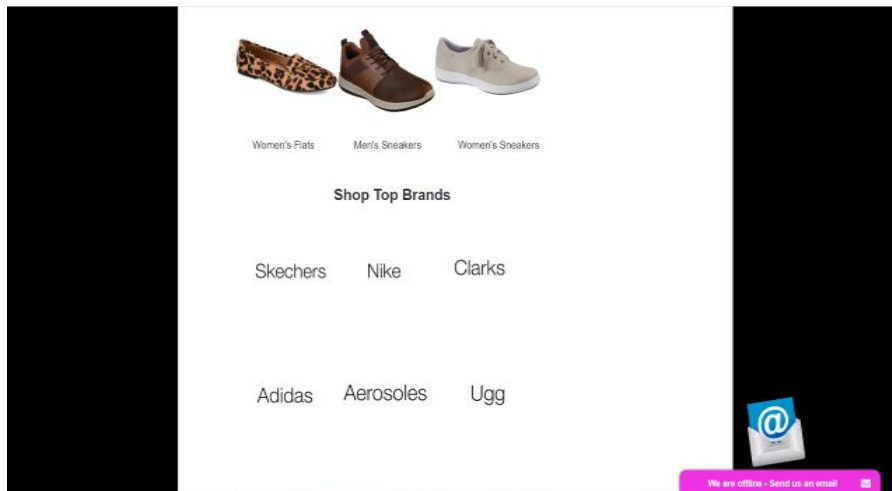 Women's Flats Men's Sneakers Women's Sneakers
Shop Top Brands
Skechers Nike Clarks
Adidas Aerosoles Ugg
@
We are offline - Send us an email